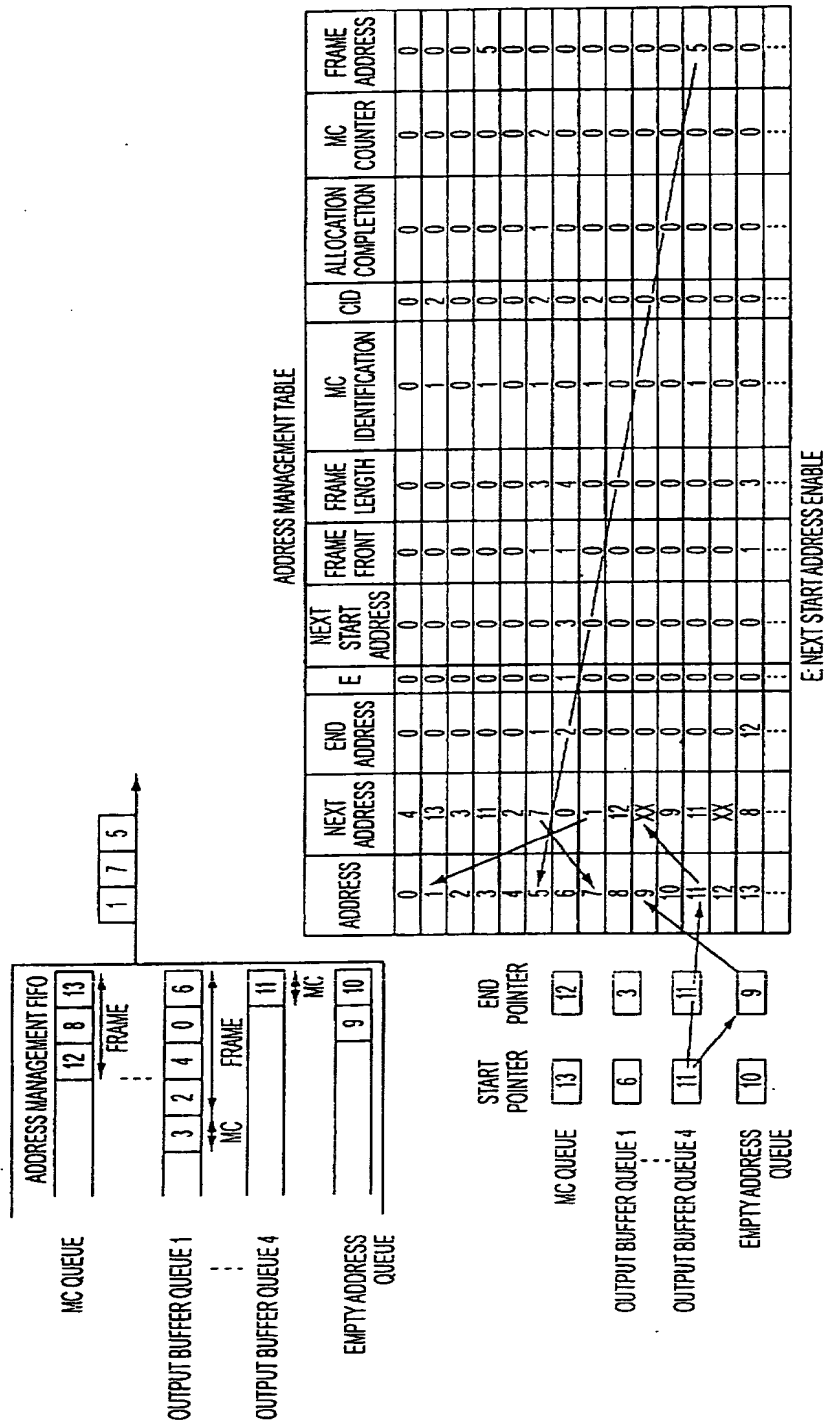 ADDRESS MANAGEMENT FIFO
MC QUEUE
12 8 13
FRAME
1 7 5
OUTPUT BUFFER QUEUE 1
3 2 4 0 6
MC FRAME
OUTPUT BUFFER QUEUE 4
11
MC
EMPTY ADDRESS QUEUE
9 10
START POINTER
END POINTER
MC QUEUE 13 12
OUTPUT BUFFER QUEUE 1 6 3
OUTPUT BUFFER QUEUE 4 11 11
EMPTY ADDRESS QUEUE 10 9
ADDRESS MANAGEMENT TABLE
ADDRESS NEXT ADDRESS END ADDRESS E NEXT START ADDRESS FRAME FRONT FRAME LENGTH MC IDENTIFICATION CID ALLOCATION COMPLETION MC COUNTER FRAME ADDRESS
0 4 0 0 0 0 0 0 0 0 0 0
1 13 0 0 0 0 0 1 2 0 0 0
2 3 0 0 0 0 0 0 0 0 0 0
3 11 0 0 0 0 0 1 0 0 0 5
4 2 0 0 0 0 0 0 0 0 0 0
5 7 1 0 0 1 3 1 2 1 2 0
6 0 2 1 3 1 4 0 0 0 0 0
7 1 0 0 0 0 0 1 2 0 0 0
8 12 0 0 0 0 0 0 0 0 0 0
9 XX 0 0 0 0 0 0 0 0 0 0
10 9 0 0 0 0 0 0 0 0 0 0
11 11 0 0 0 0 0 1 0 0 0 5
12 XX 0 0 0 0 0 0 0 0 0 0
13 8 12 0 0 1 3 0 0 0 0 0
E: NEXT START ADDRESS ENABLE